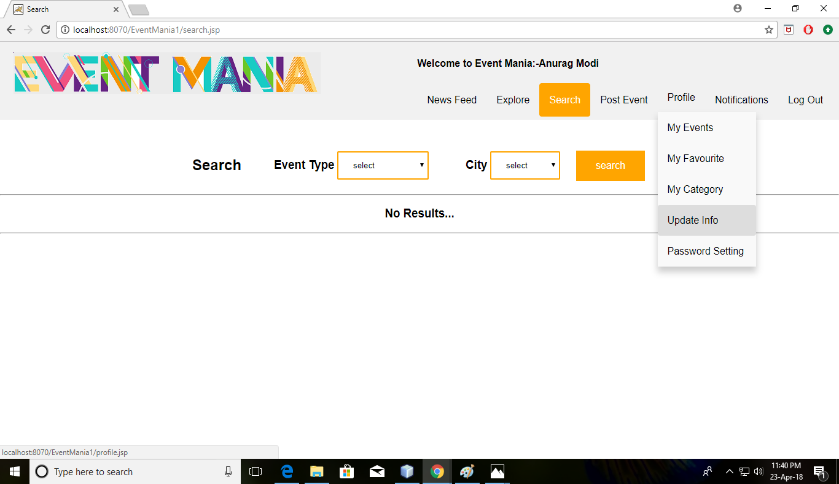 Search
localhost:8070/EventMania1/search.jsp
EVENT MANIA
Welcome to Event Mania:-Anurag Modi
News Feed Explore Search Post Event Profile Notifications Log Out
My Events
My Favourite
My Category
Update Info
Password Setting
Search Event Type select City select search
No Results...
localhost:8070/EventMania1/profile.jsp
Type here to search
11:40 PM
23-Apr-18
1